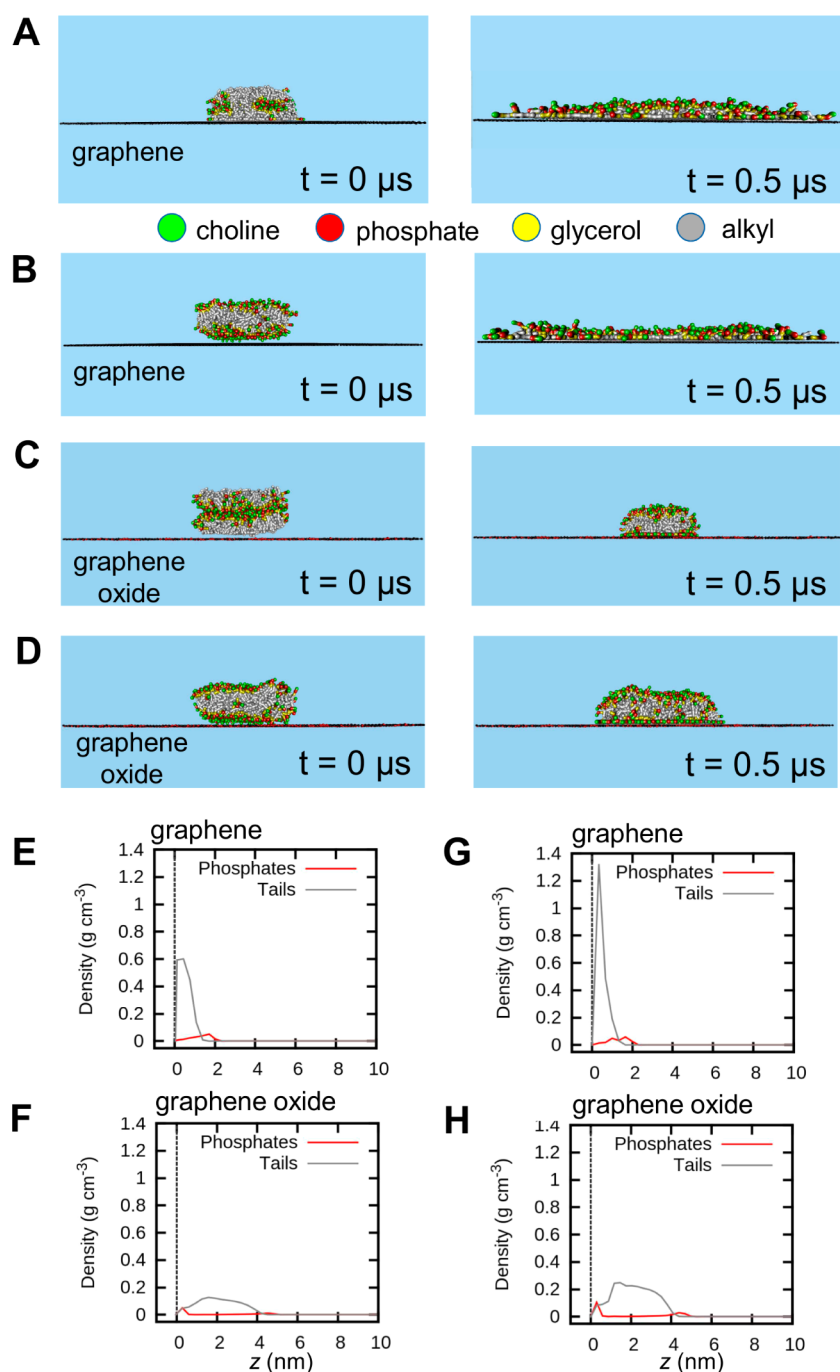 A
graphene
t = 0 µs
t = 0.5 µs
choline phosphate glycerol alkyl
B
graphene
t = 0 µs
t = 0.5 µs
C
graphene
oxide
t = 0 µs
t = 0.5 µs
D
graphene
oxide
t = 0 µs
t = 0.5 µs
E
graphene
Density (g cm⁻³)
1.4
1.2
1
0.8
0.6
0.4
0.2
0
Phosphates
Tails
0 2 4 6 8 10
G
graphene
Density (g cm⁻³)
1.4
1.2
1
0.8
0.6
0.4
0.2
0
Phosphates
Tails
0 2 4 6 8 10
F
graphene oxide
Density (g cm⁻³)
1.4
1.2
1
0.8
0.6
0.4
0.2
0
Phosphates
Tails
0 2 4 6 8 10
z (nm)
H
graphene oxide
Density (g cm⁻³)
1.4
1.2
1
0.8
0.6
0.4
0.2
0
Phosphates
Tails
0 2 4 6 8 10
z (nm)